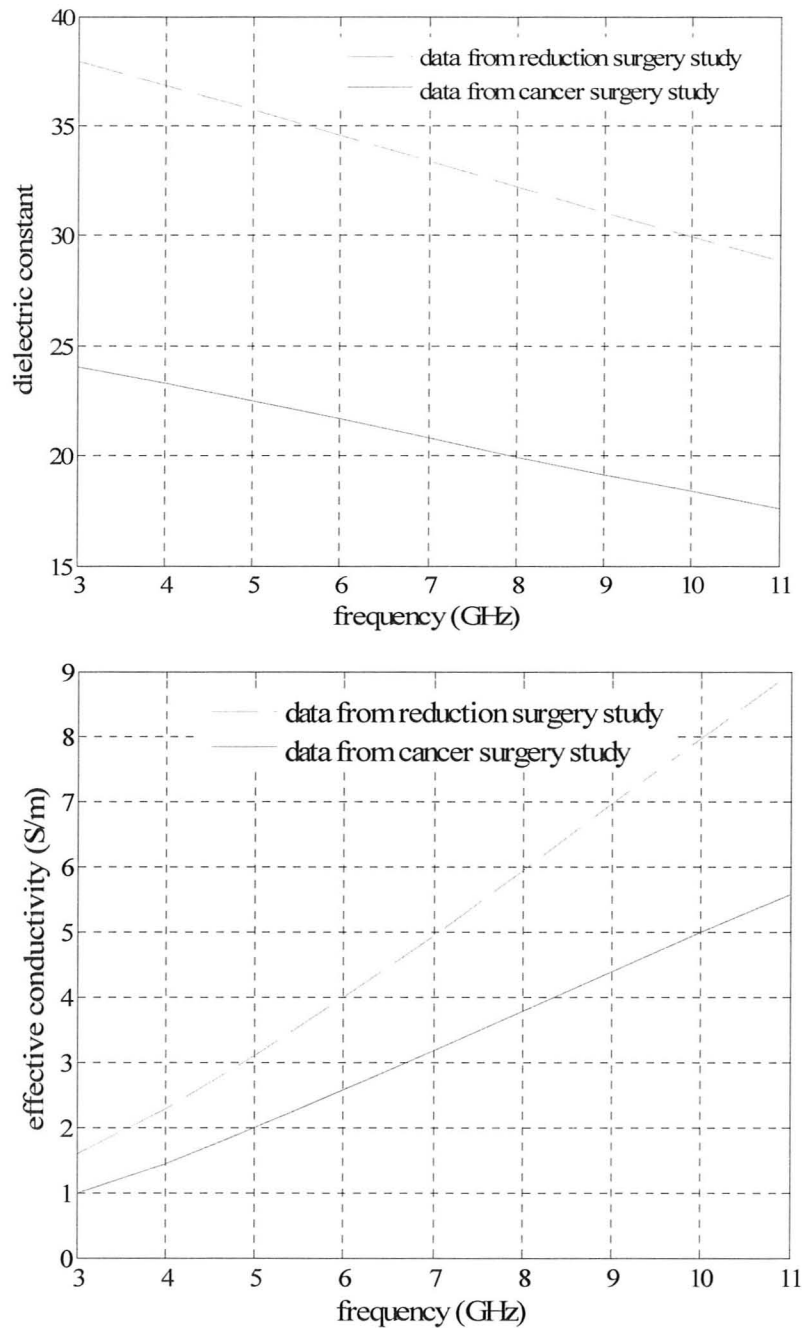 40
35
30
25
20
15
dielectric constant
data from reduction surgery study
data from cancer surgery study
3 4 5 6 7 8 9 10 11
frequency (GHz)
9
8
7
6
5
4
3
2
1
0
effective conductivity (S/m)
data from reduction surgery study
data from cancer surgery study
3 4 5 6 7 8 9 10 11
frequency (GHz)